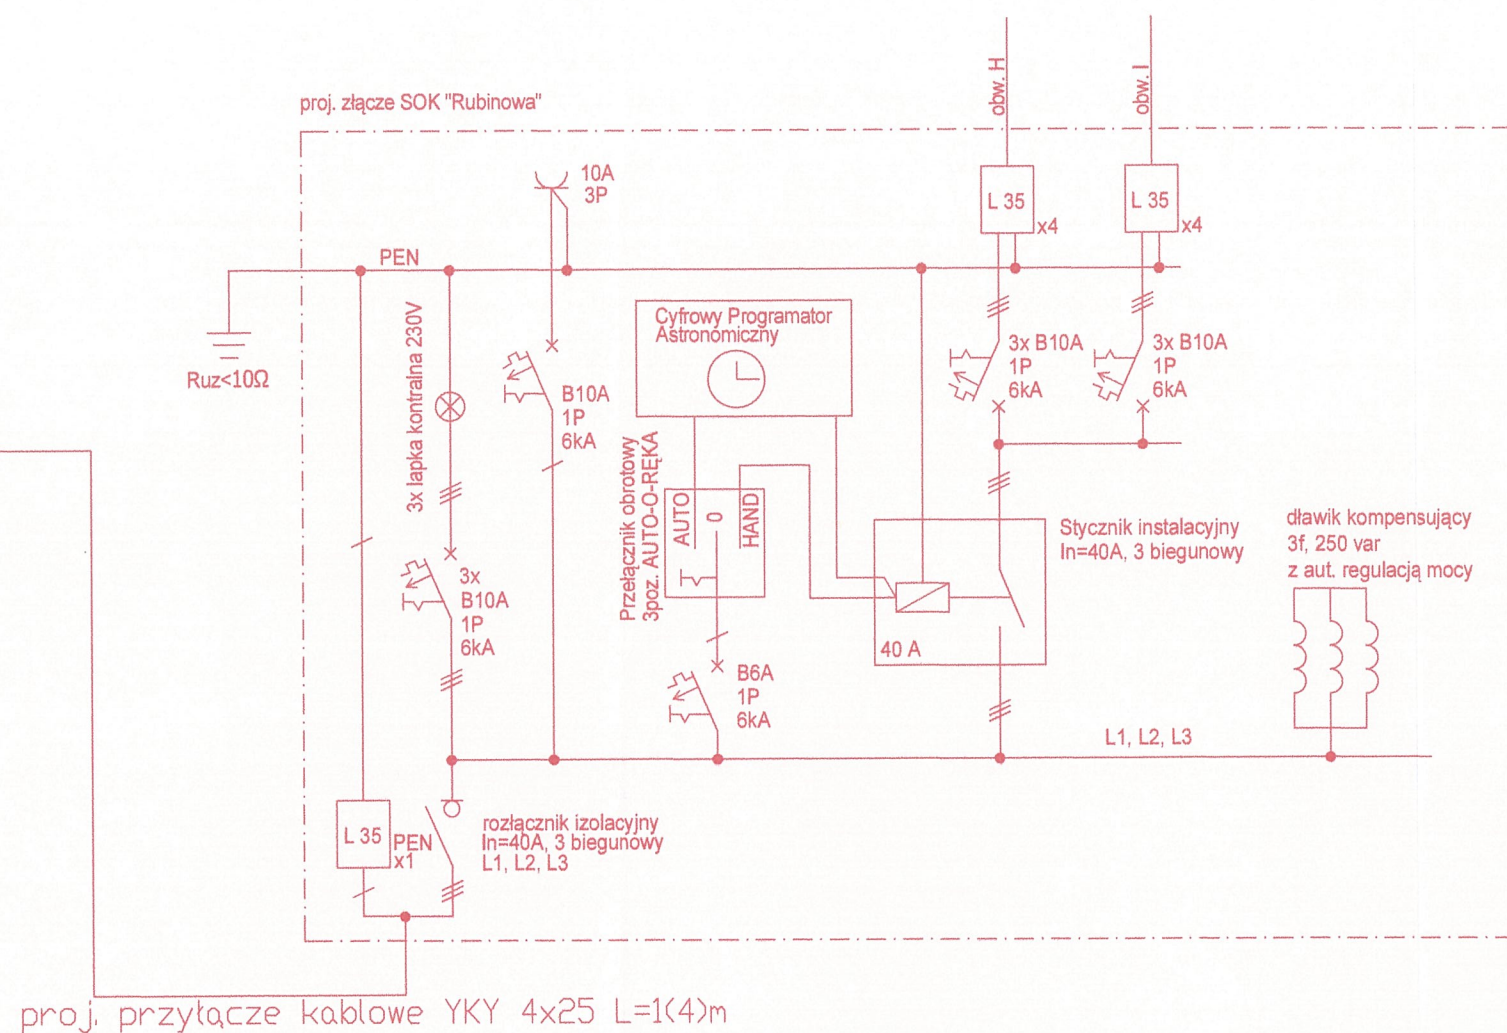 obw. H
obw. I
proj. złącze SOK "Rubinowa"
10A
3P
L 35
x4
L 35
x4
PEN
Ruz<10Ω
3x lapka kontralna 230V
B10A
1P
6kA
Cyfrowy Programator
Astronomiczny
3x B10A
1P
6kA
3x B10A
1P
6kA
Przełącznik obrotowy
3poz. AUTO-O-RĘKA
AUTO
0
HAND
Stycznik instalacyjny
In=40A, 3 biegunowy
40 A
dławik kompensujący
3f, 250 var
z aut. regulacją mocy
3x
B10A
1P
6kA
B6A
1P
6kA
L1, L2, L3
L 35
PEN
x1
rozłącznik izolacyjny
In=40A, 3 biegunowy
L1, L2, L3
proj. przyłącze kablowe YKY 4x25 L=1(4)m